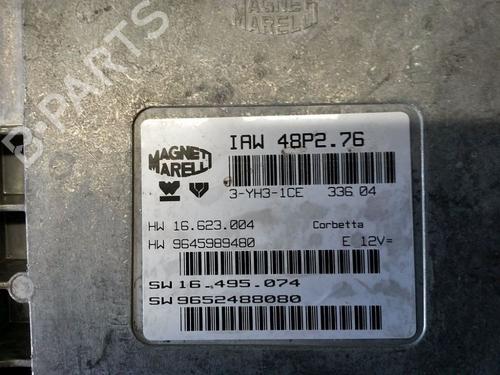 MAGNETI
MARELLI
B-PARTS
MAGNETI
MARELLI
IAW 48P2.76
3-YH3-1CE 336 04
HW 16.623.004 Corbetta
HW 9645989480 E 12V=
SW 16.495.074
SW 9652488080